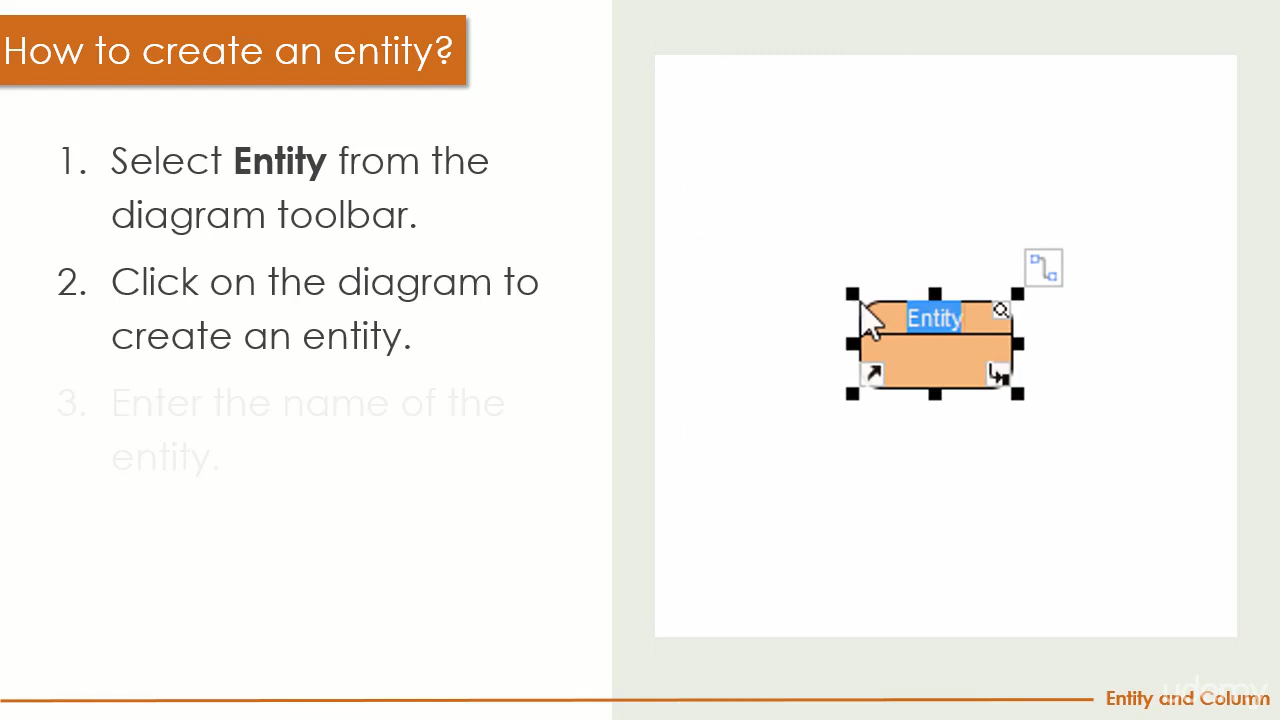 How to create an entity?
1. Select Entity from the
diagram toolbar.
2. Click on the diagram to
create an entity.
3. Enter the name of the
entity.
Entity
Entity and Column
udemy